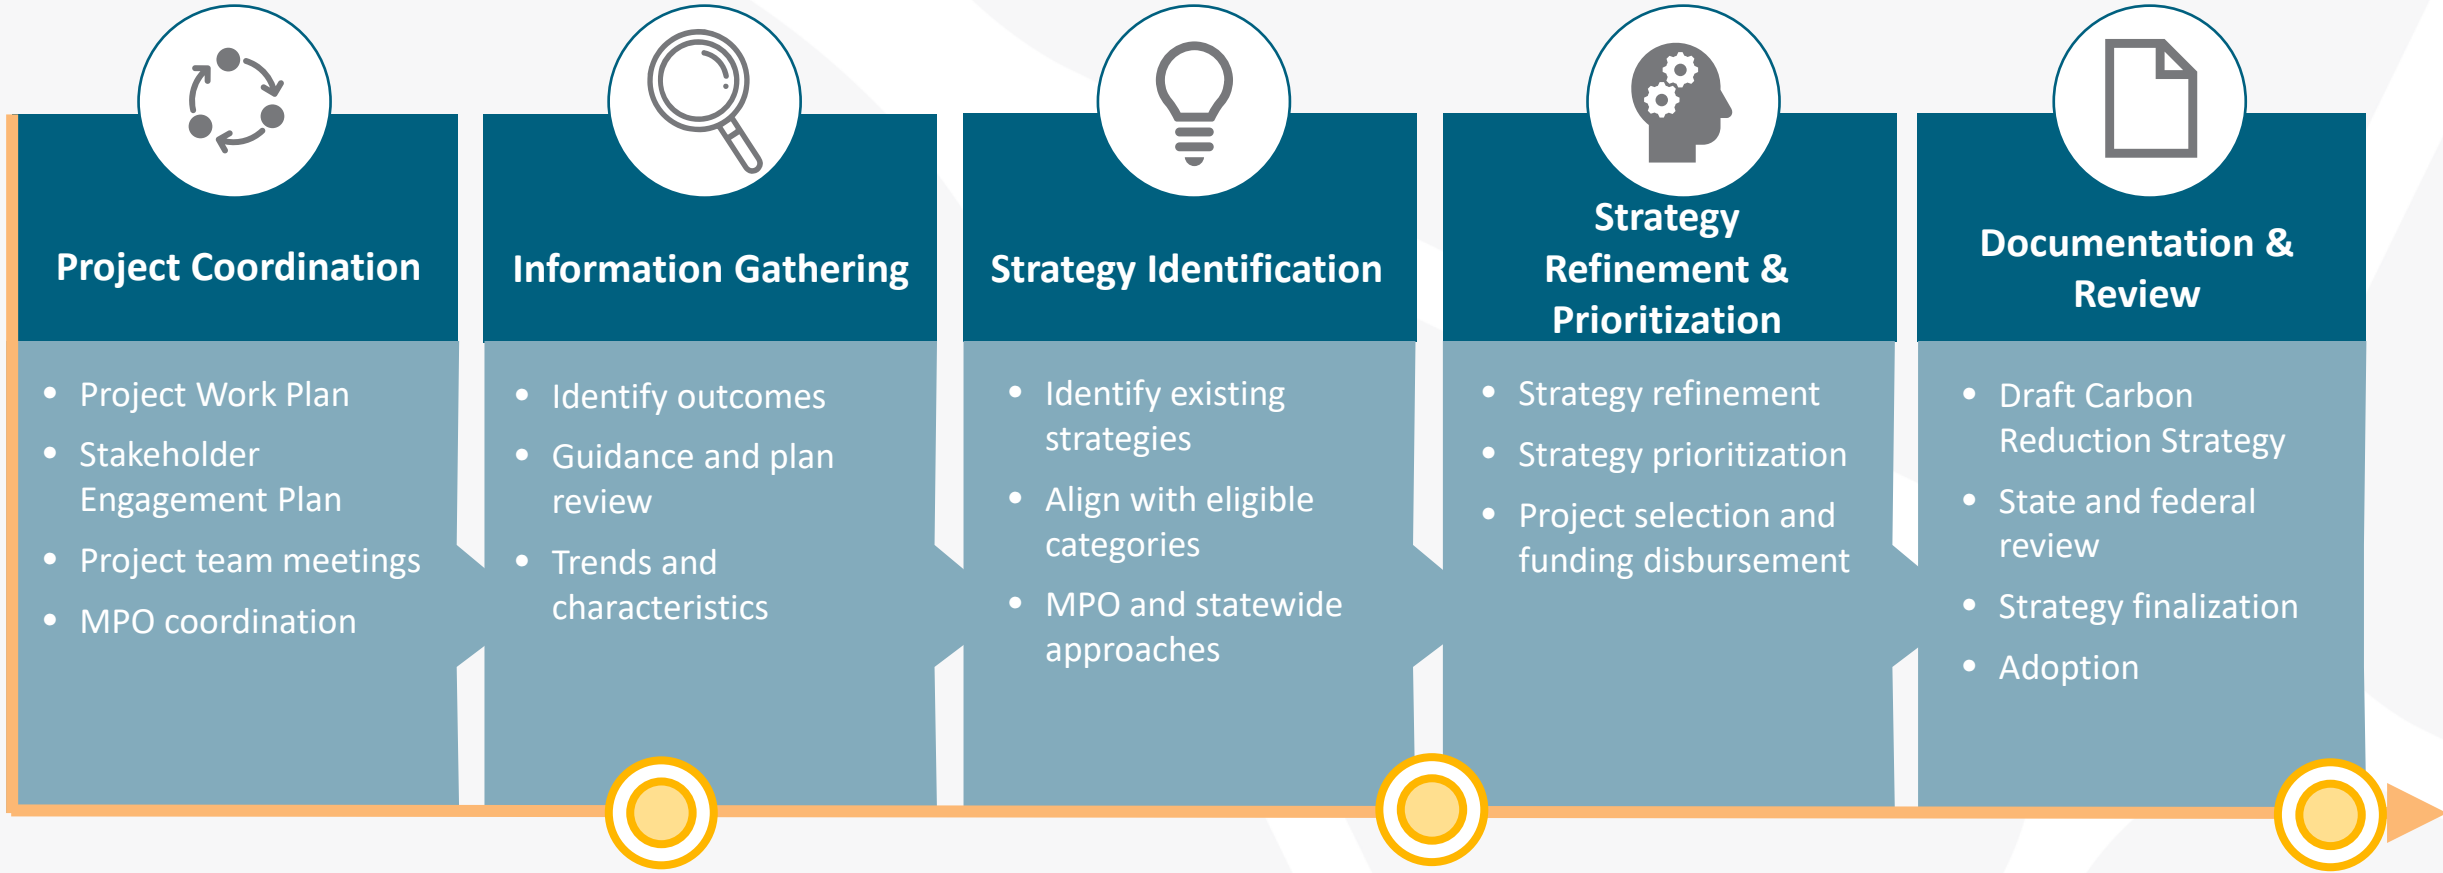 Project Coordination
• Project Work Plan
• Stakeholder
Engagement Plan
• Project team meetings
• MPO coordination
Information Gathering
• Identify outcomes
• Guidance and plan
review
• Trends and
characteristics
Strategy Identification
• Identify existing
strategies
• Align with eligible
categories
• MPO and statewide
approaches
Strategy
Refinement &
Prioritization
• Strategy refinement
• Strategy prioritization
• Project selection and
funding disbursement
Documentation &
Review
• Draft Carbon
Reduction Strategy
• State and federal
review
• Strategy finalization
• Adoption